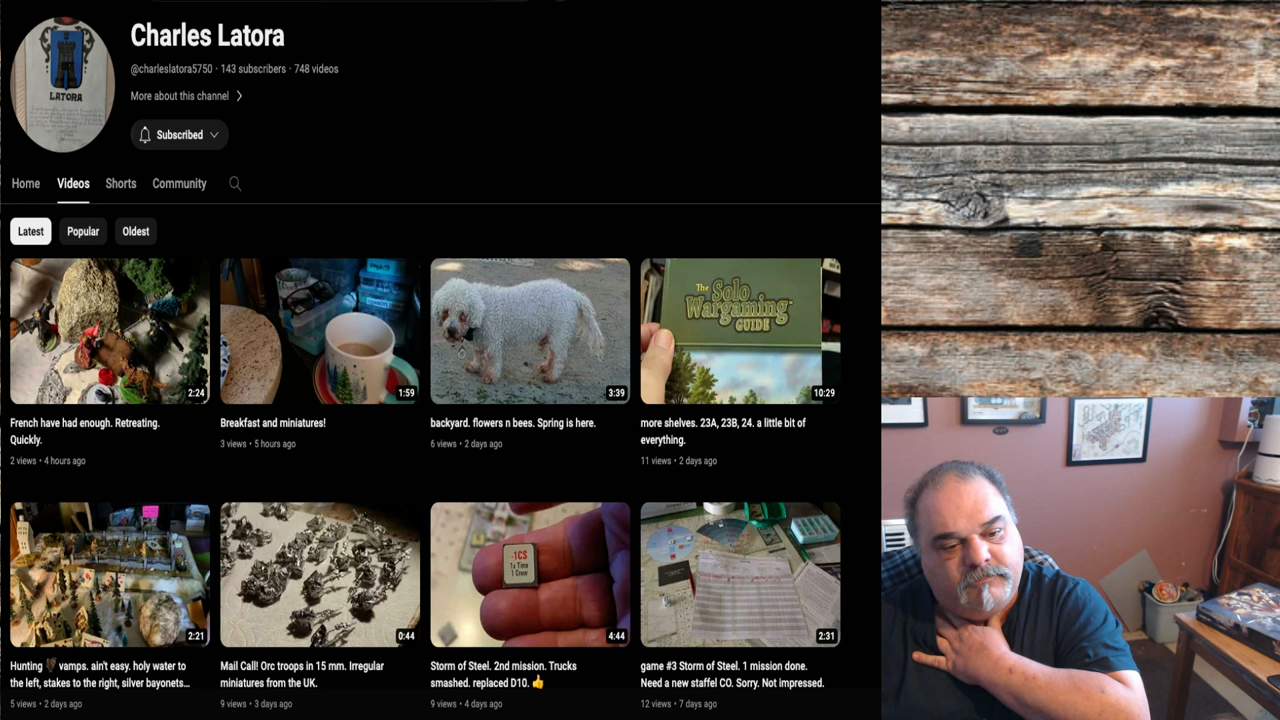 Charles Latora
@charleslatora5750 · 143 subscribers · 748 videos
More about this channel
Subscribed
Home Videos Shorts Community
Latest Popular Oldest
LATORA
The Solo
Wargaming
GUIDE
2:24
1:59
3:39
10:29
French have had enough. Retreating.
Quickly.
2 views • 4 hours ago
Breakfast and miniatures!
3 views • 5 hours ago
backyard. flowers n bees. Spring is here.
6 views • 2 days ago
more shelves. 23A, 23B, 24. a little bit of
everything.
11 views • 2 days ago
-1CS
1x Time
1 Crew
2:21
0:44
4:44
2:31
Hunting vamps. ain't easy. holy water to
the left, stakes to the right, silver bayonets...
5 views • 2 days ago
Mail Call! Orc troops in 15 mm. Irregular
miniatures from the UK.
9 views • 3 days ago
Storm of Steel. 2nd mission. Trucks
smashed. replaced D10. 👍
9 views • 4 days ago
game #3 Storm of Steel. 1 mission done.
Need a new staffel CO. Sorry. Not impressed.
12 views • 7 days ago